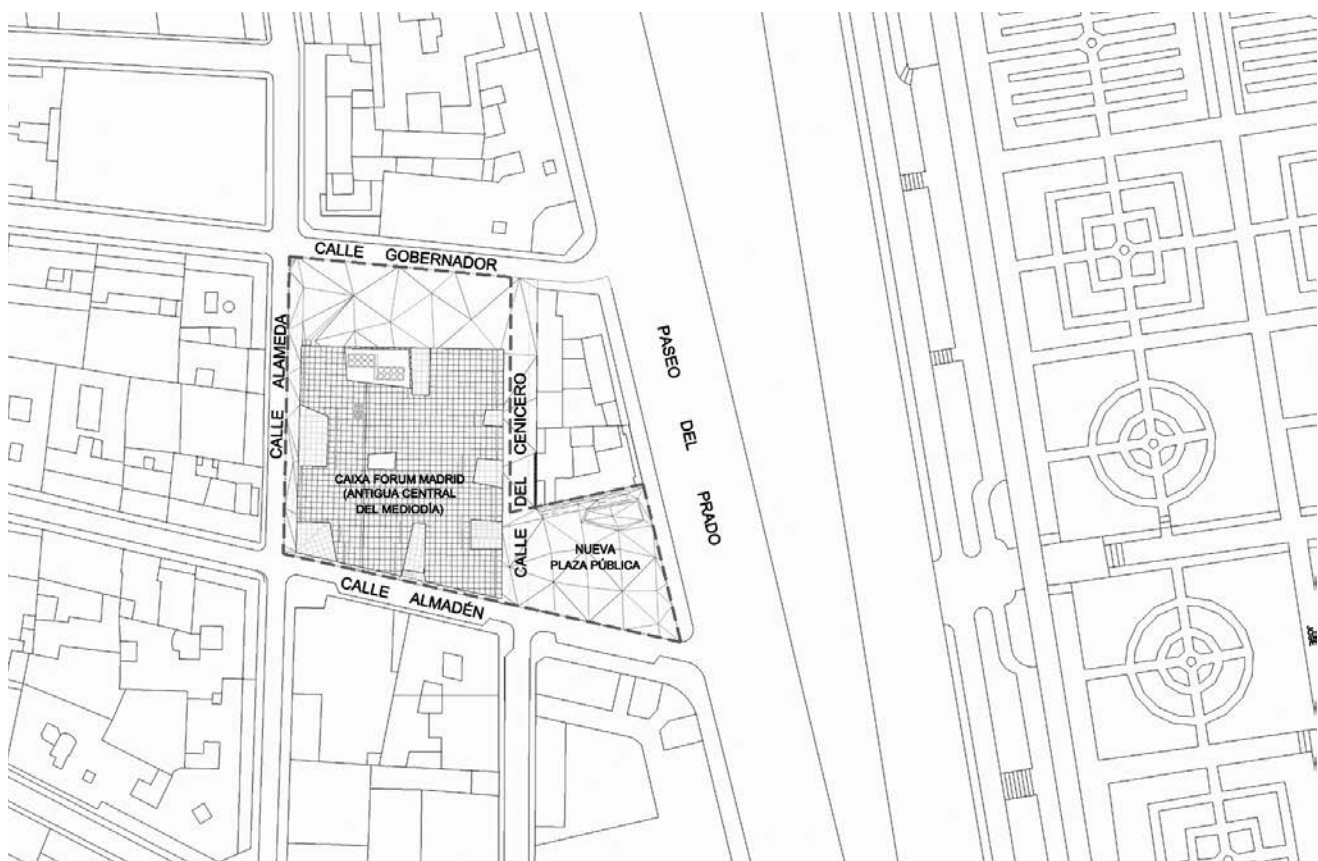 CALLE GOBERNADOR
CALLE ALAMEDA
PASEO DEL PRADO
CALLE DEL CENICERO
CAIXA FORUM MADRID
(ANTIGUA CENTRAL
DEL MEDIODÍA)
NUEVA
PLAZA PÚBLICA
CALLE ALMADÉN